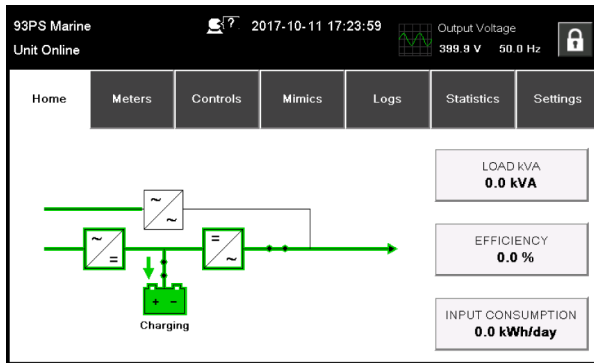 93PS Marine
Unit Online
2017-10-11 17:23:59
Output Voltage
399.9 V 50.0 Hz
Home Meters Controls Mimics Logs Statistics Settings
LOAD kVA
0.0 kVA
EFFICIENCY
0.0 %
INPUT CONSUMPTION
0.0 kWh/day
Charging